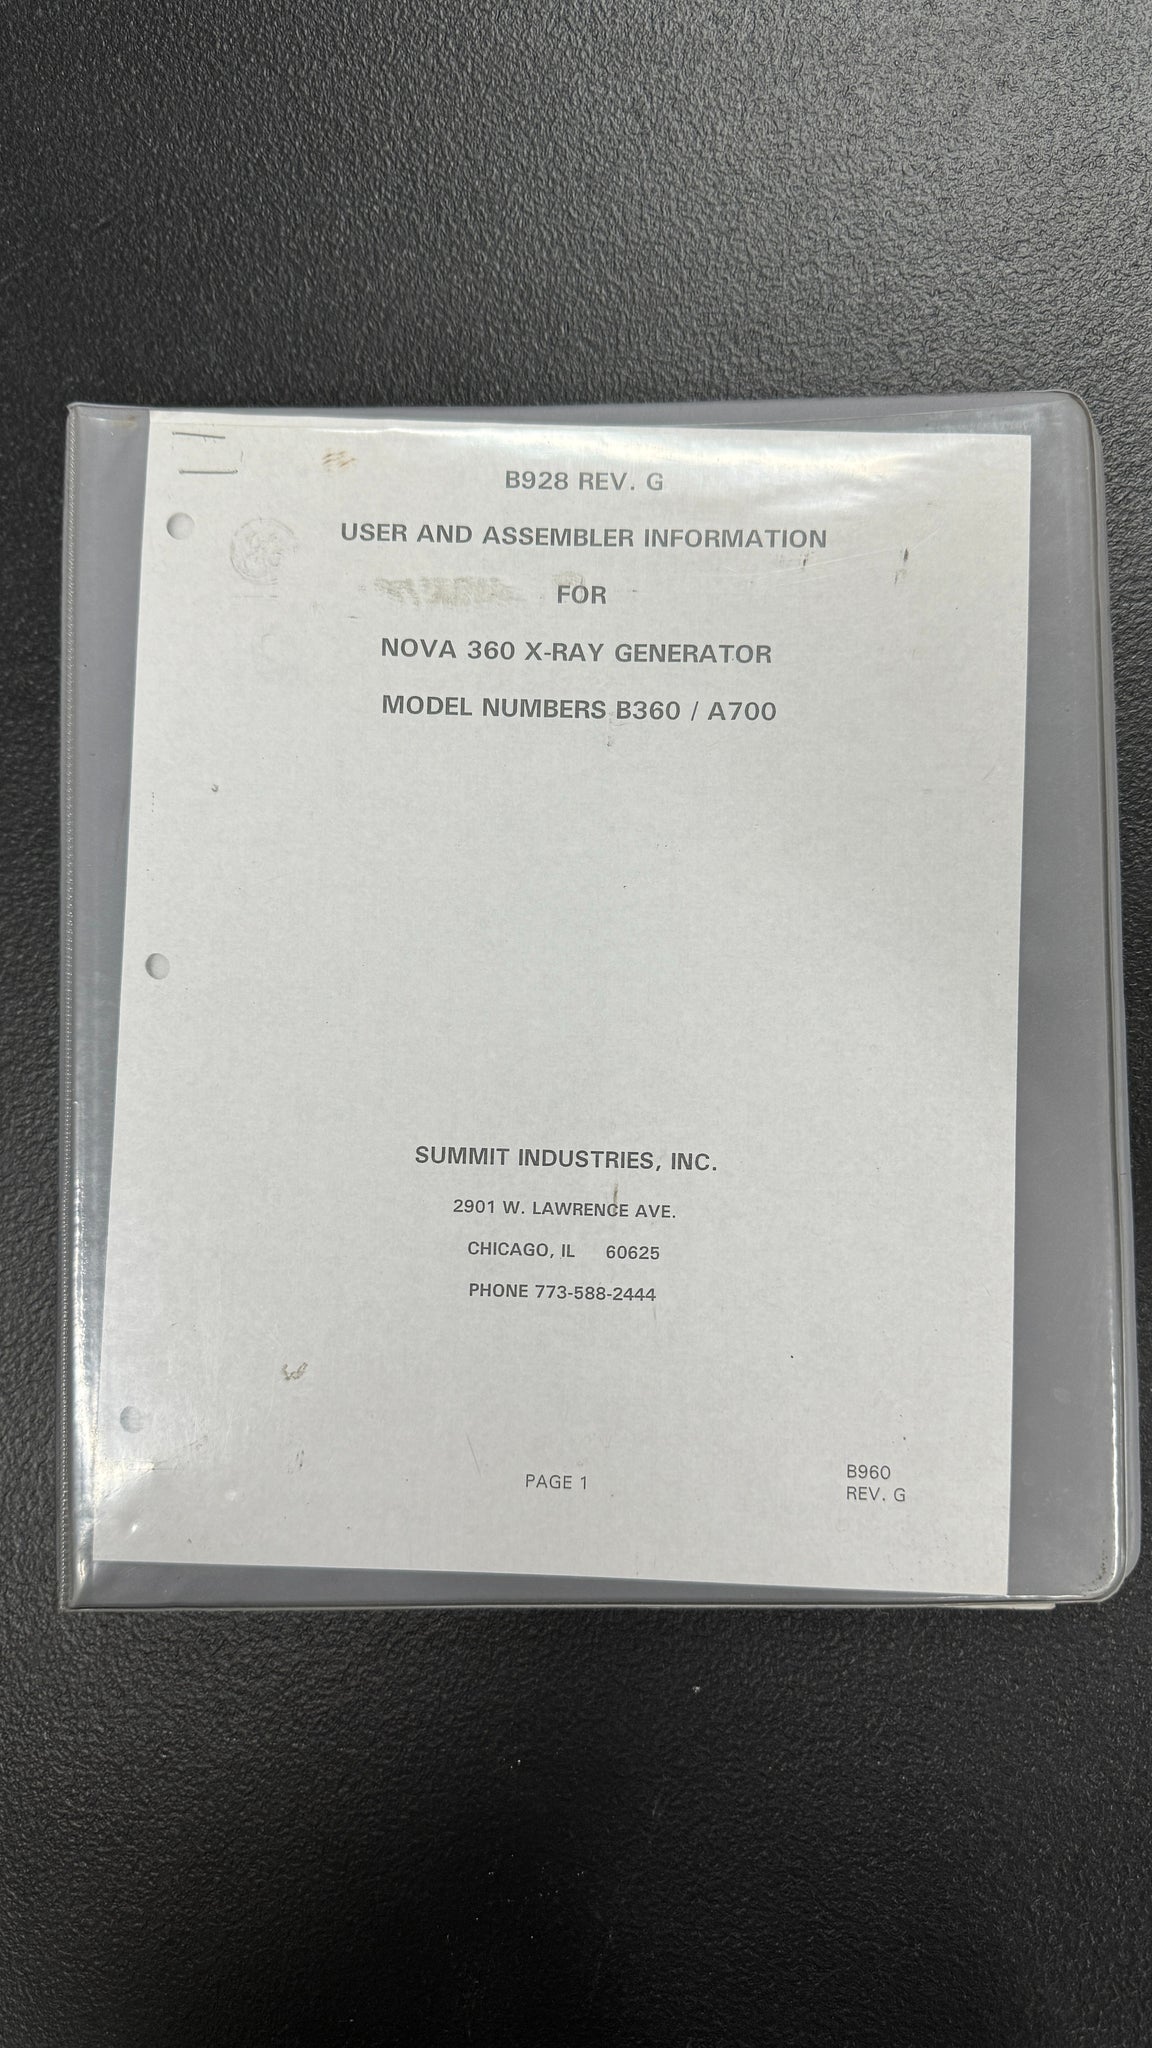 B928 REV. G
USER AND ASSEMBLER INFORMATION
FOR
NOVA 360 X-RAY GENERATOR
MODEL NUMBERS B360 / A700
SUMMIT INDUSTRIES, INC.
2901 W. LAWRENCE AVE.
CHICAGO, IL 60625
PHONE 773-588-2444
PAGE 1
B960
REV. G